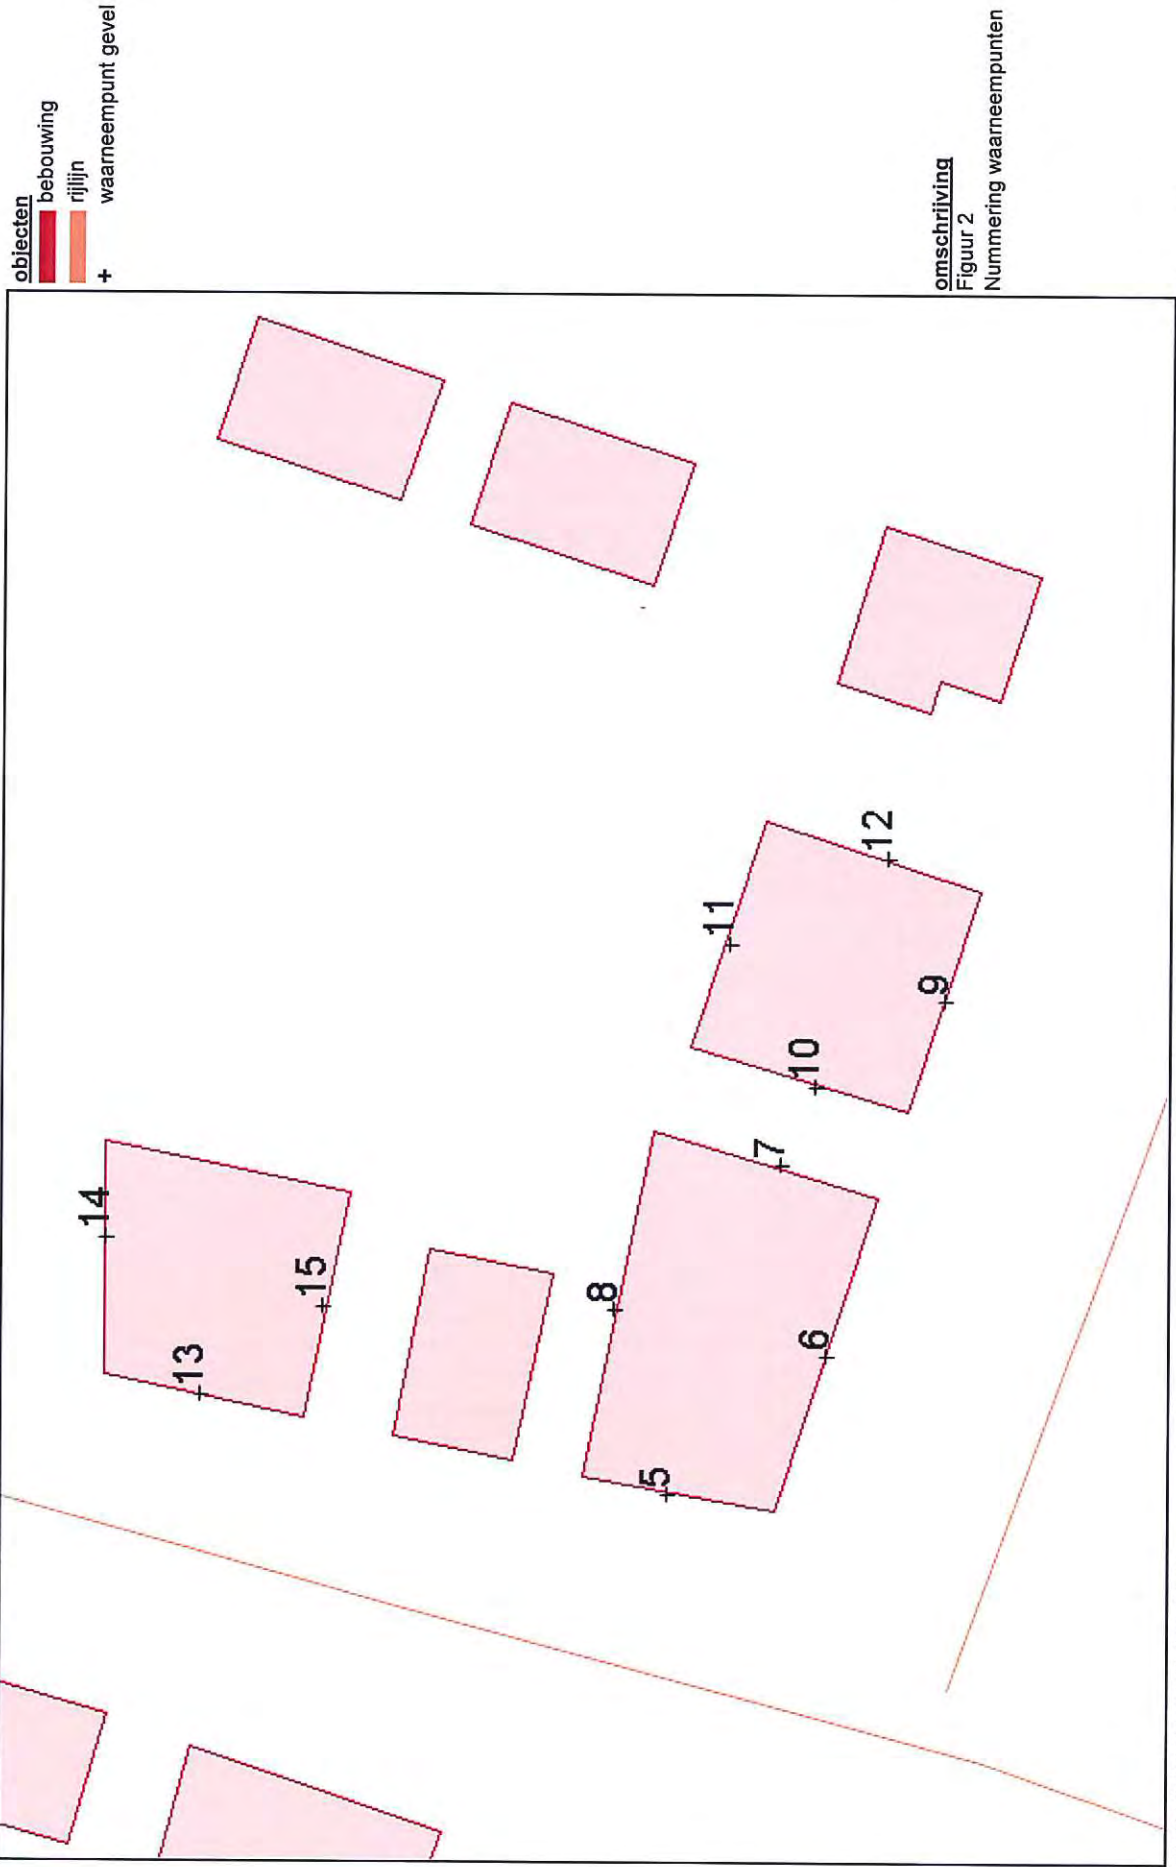 objecten
bebouwing
rijlijn
+ waarneempunt gevel
14
13
15
11
12
10
9
8
7
5
6
omschrijving
Figuur 2
Nummering waarneempunten